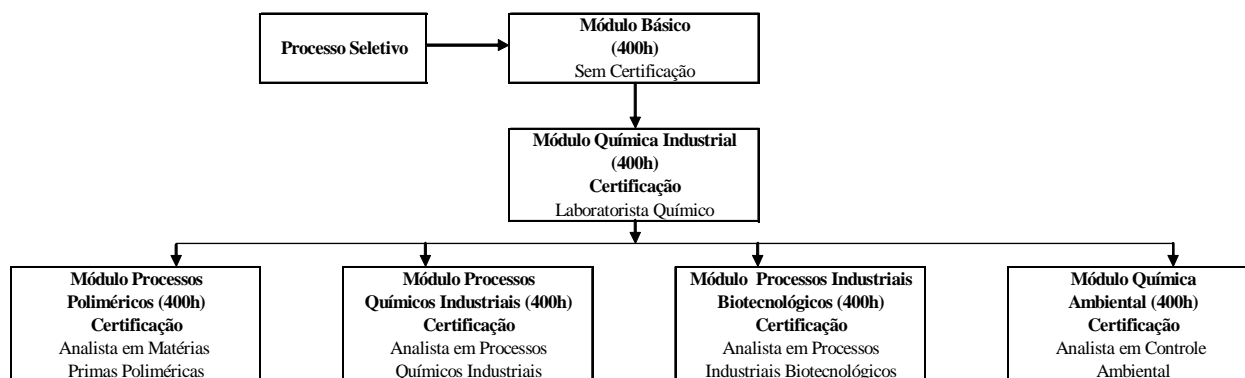 Processo Seletivo
Módulo Básico
(400h)
Sem Certificação
Módulo Química Industrial
(400h)
Certificação
Laboratorista Químico
Módulo Processos
Poliméricos (400h)
Certificação
Analista em Matérias
Primas Poliméricas
Módulo Processos
Químicos Industriais (400h)
Certificação
Analista em Processos
Químicos Industriais
Módulo Processos Industriais
Biotecnológicos (400h)
Certificação
Analista em Processos
Industriais Biotecnológicos
Módulo Química
Ambiental (400h)
Certificação
Analista em Controle
Ambiental